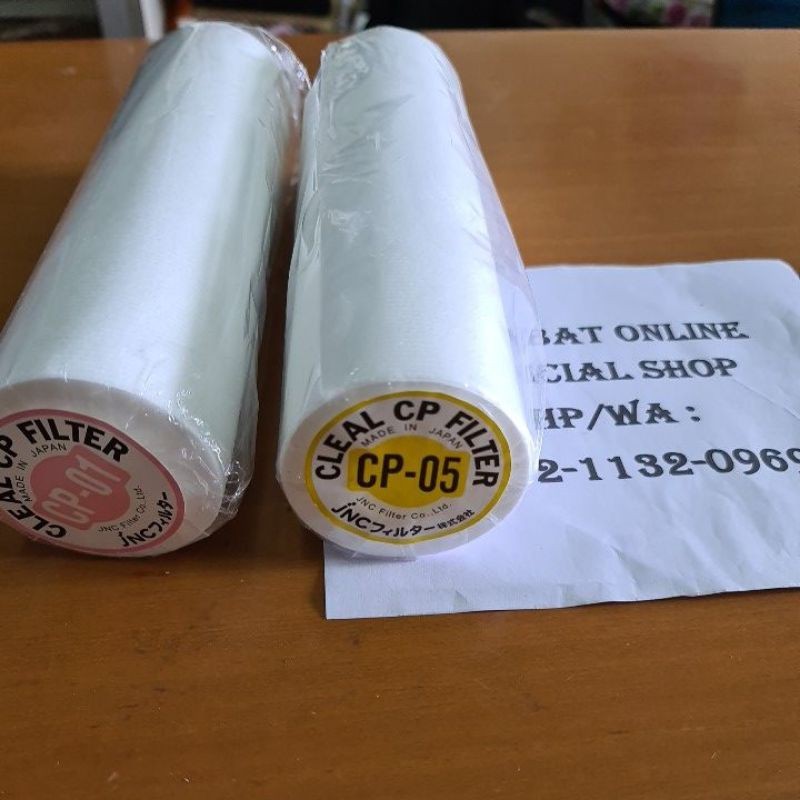 CLEAL CP FILTER
MADE IN JAPAN
CP-01
JNC Filter Co.,Ltd.
JNCフィルター
CLEAL CP FILTER
MADE IN JAPAN
CP-05
JNC Filter Co.,Ltd.
JNCフィルター株式会社
BAT ONLINE
CIAL SHOP
HP/WA :
2-1132-0969